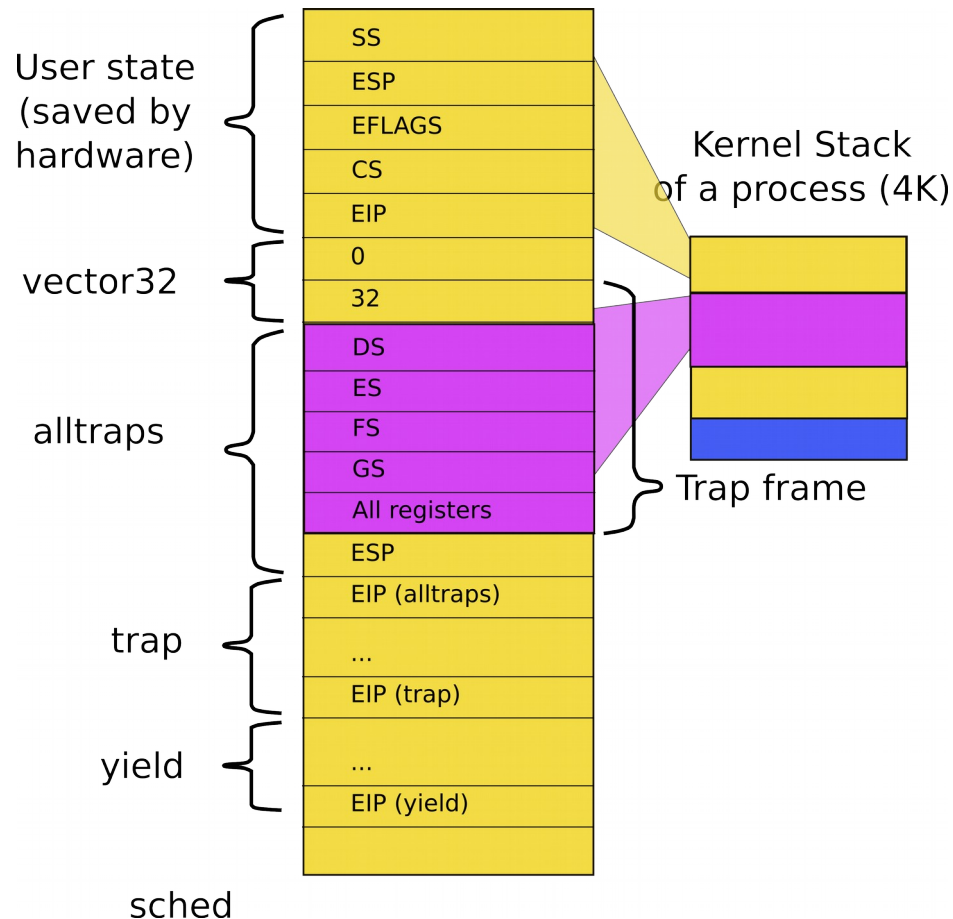 User state
(saved by
hardware)
vector32
alltraps
trap
yield
sched
SS
ESP
EFLAGS
CS
EIP
0
32
DS
ES
FS
GS
All registers
ESP
EIP (alltraps)
...
EIP (trap)
...
EIP (yield)
Kernel Stack
of a process (4K)
Trap frame